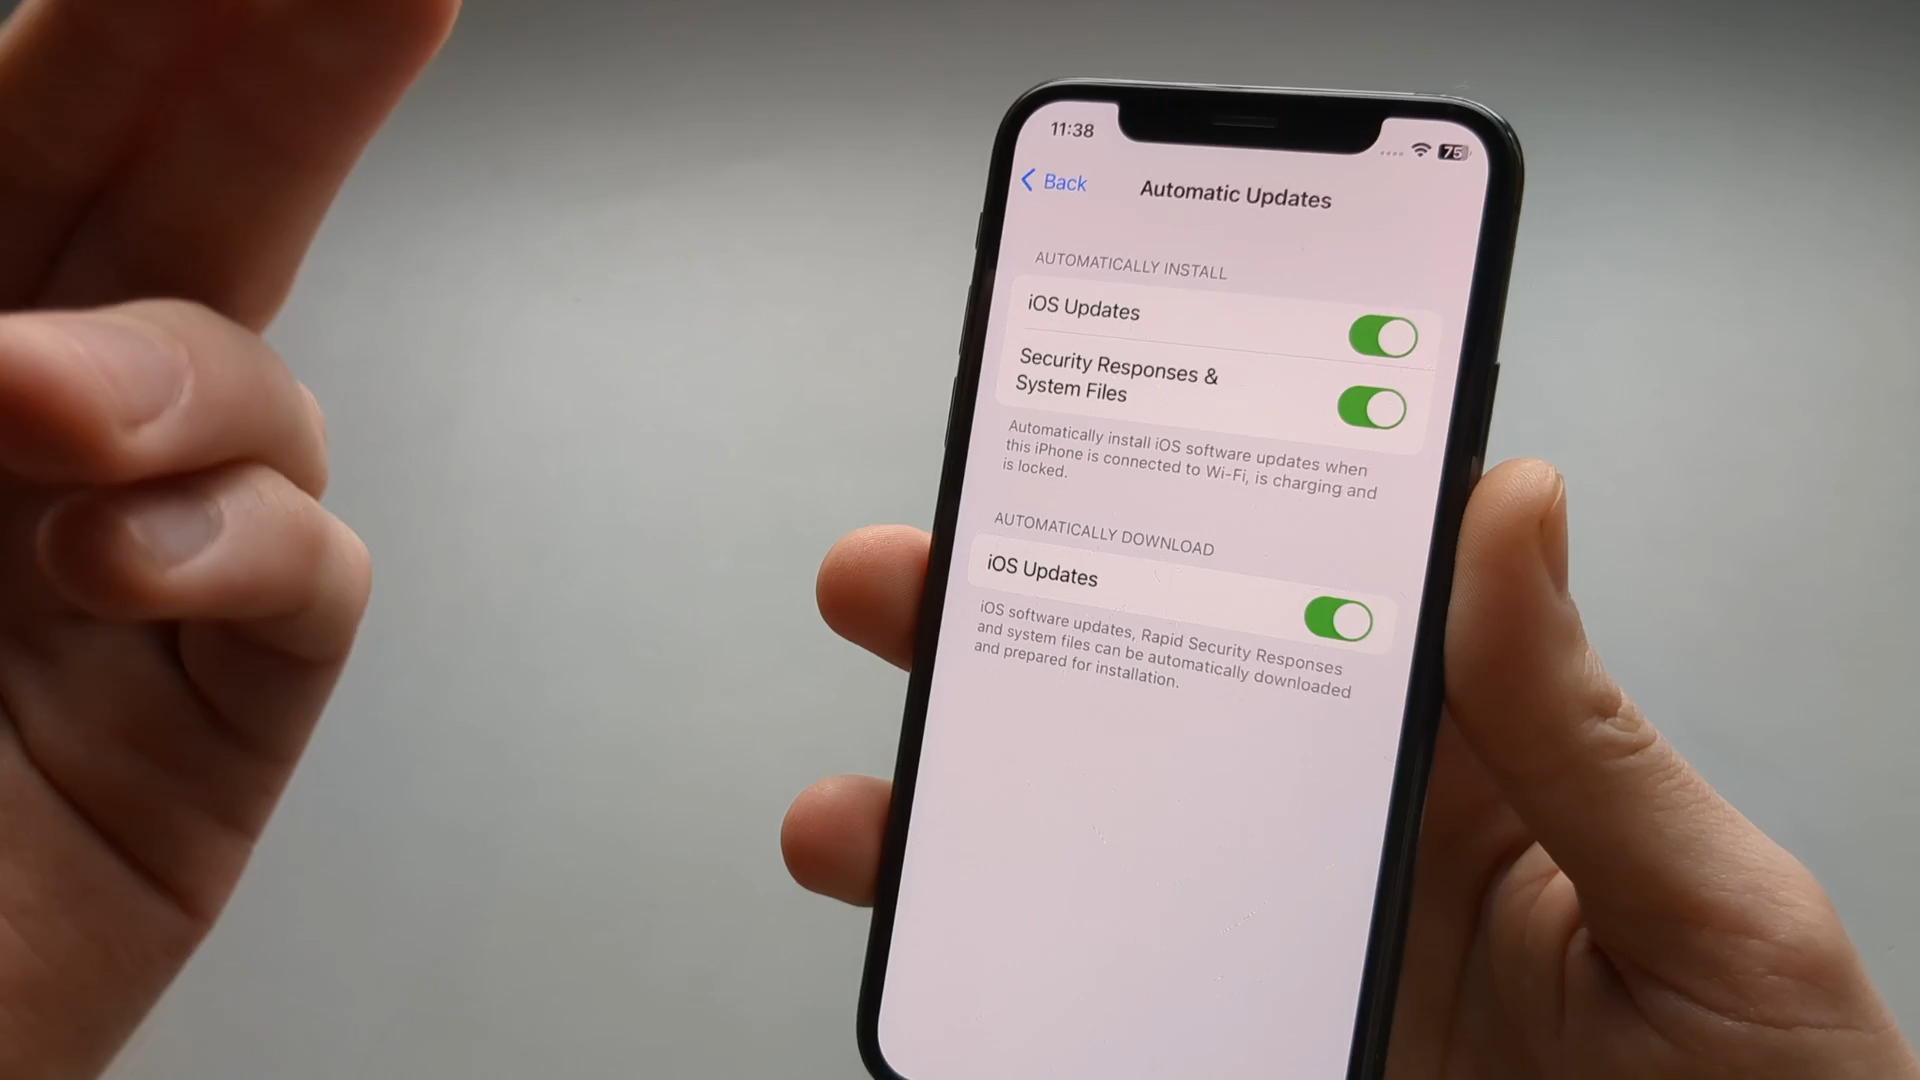 11:38
75
Back
Automatic Updates
AUTOMATICALLY INSTALL
iOS Updates
Security Responses &
System Files
Automatically install iOS software updates when
this iPhone is connected to Wi-Fi, is charging and
is locked.
AUTOMATICALLY DOWNLOAD
iOS Updates
iOS software updates, Rapid Security Responses
and system files can be automatically downloaded
and prepared for installation.